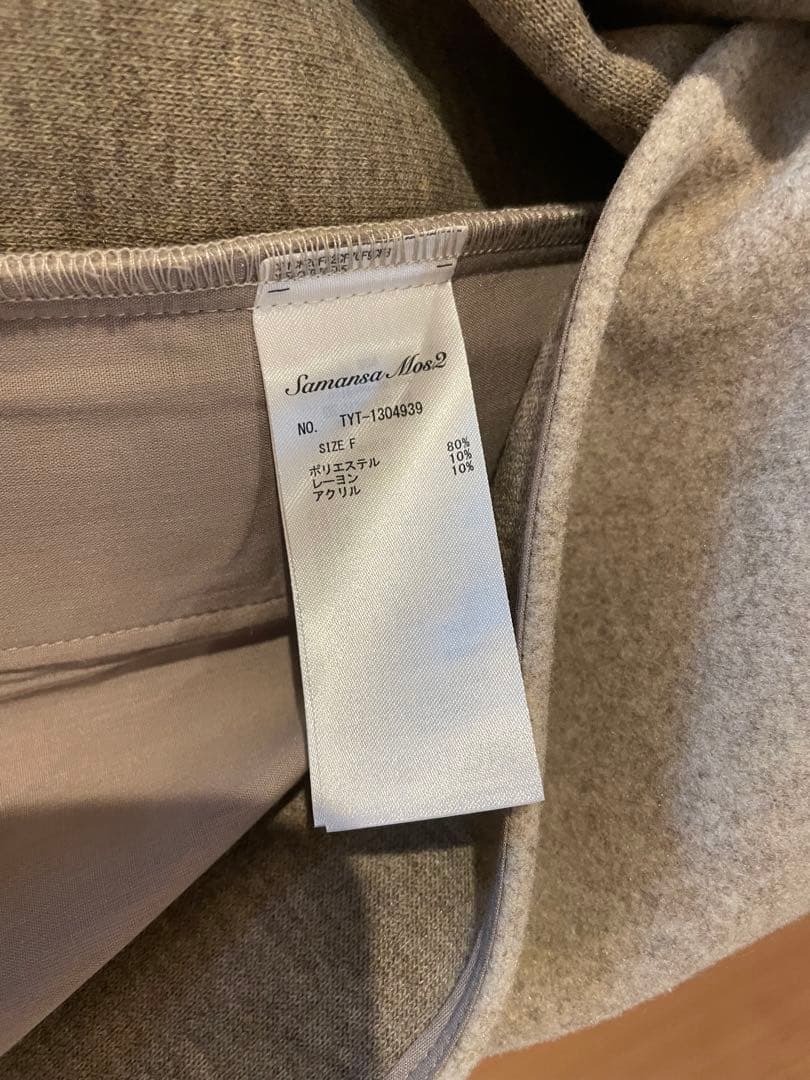 Samansa Mos2
NO. TYT-1304939
SIZE F
ポリエステル 80%
レーヨン 10%
アクリル 10%